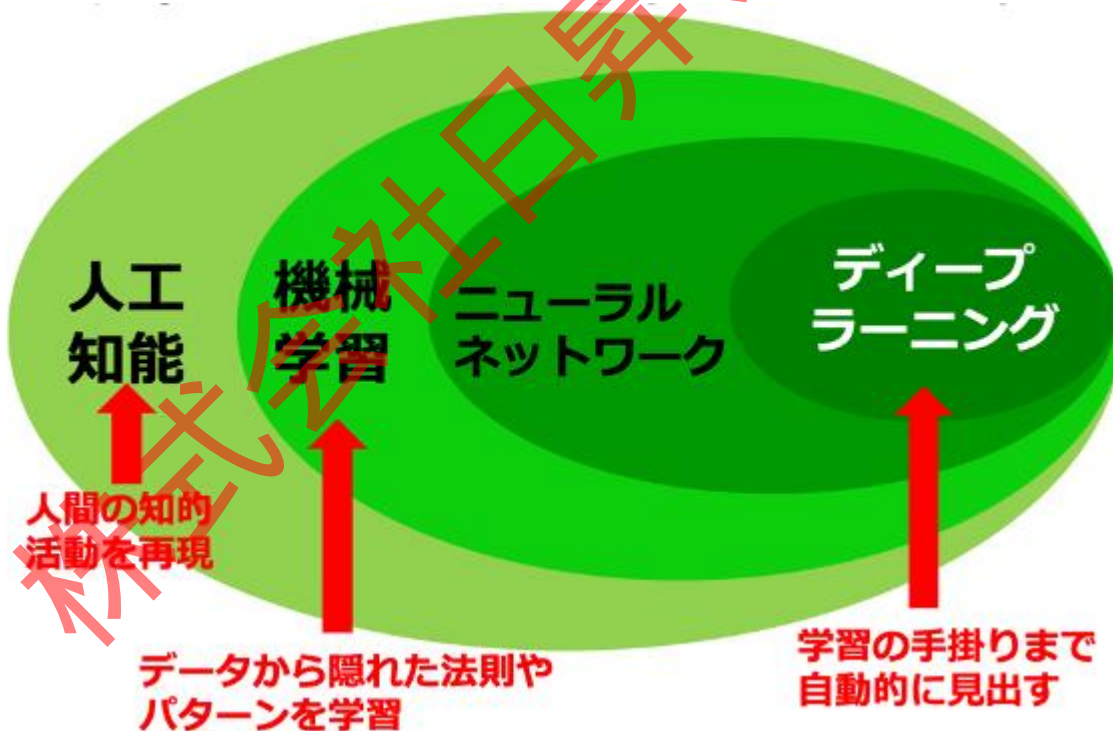 人工
知能
機械
学習
ニューラル
ネットワーク
ディープ
ラーニング
人間の知的
活動を再現
データから隠れた法則や
パターンを学習
学習の手掛りまで
自動的に見出す
株式会社日昇